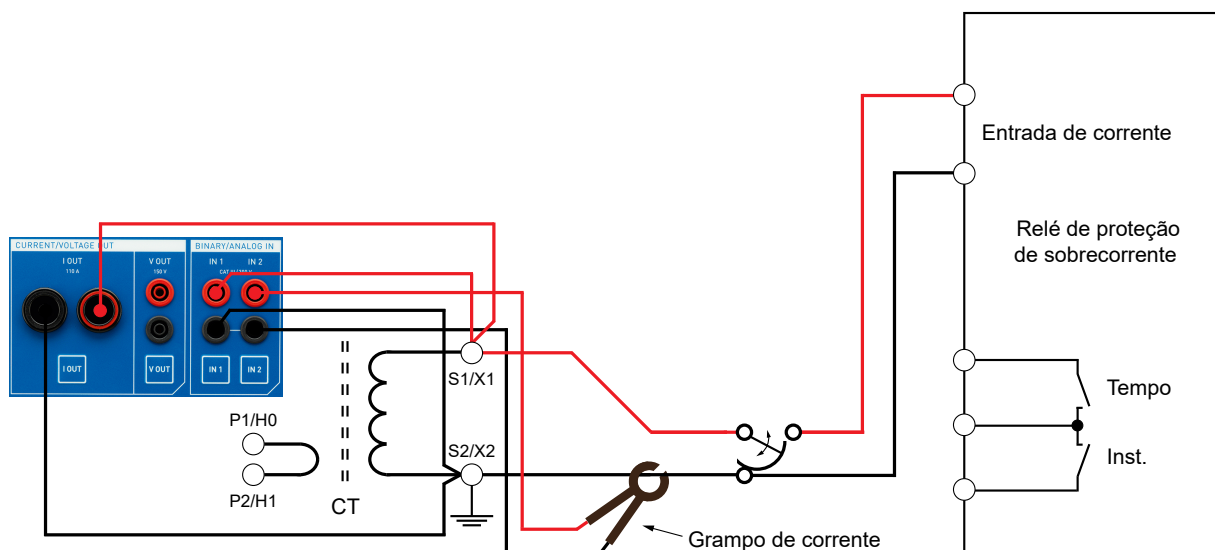 Entrada de corrente
Relé de proteção
de sobrecorrente
CURRENT/VOLTAGE OUT
BINARY/ANALOG IN
I OUT
110 A
V OUT
150 V
IN 1
IN 2
I OUT
V OUT
IN 1
IN 2
S1/X1
Tempo
P1/H0
S2/X2
Inst.
P2/H1
CT
Grampo de corrente